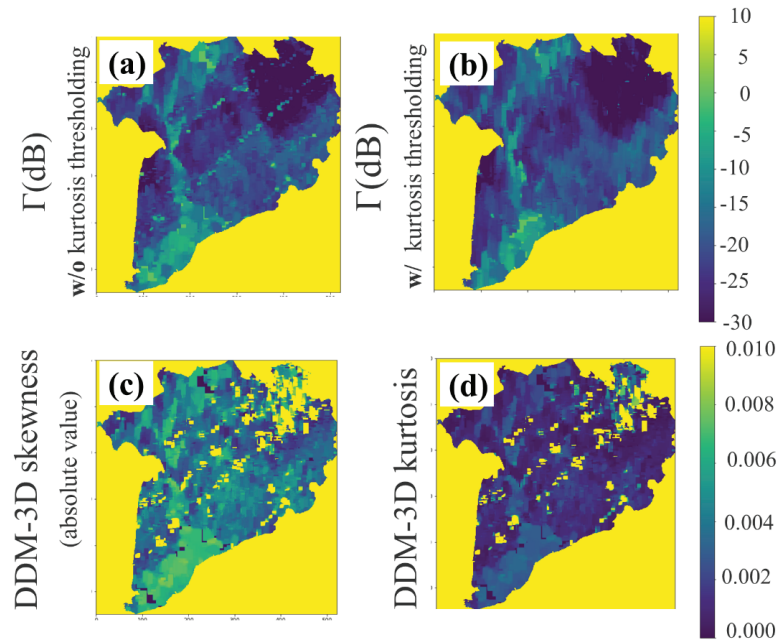 (a)
(b)
(c)
(d)
Γ(dB)
w/o kurtosis thresholding
Γ(dB)
w/ kurtosis thresholding
10
5
0
-5
-10
-15
-20
-25
-30
DDM-3D skewness
(absolute value)
DDM-3D kurtosis
0.010
0.008
0.006
0.004
0.002
0.000